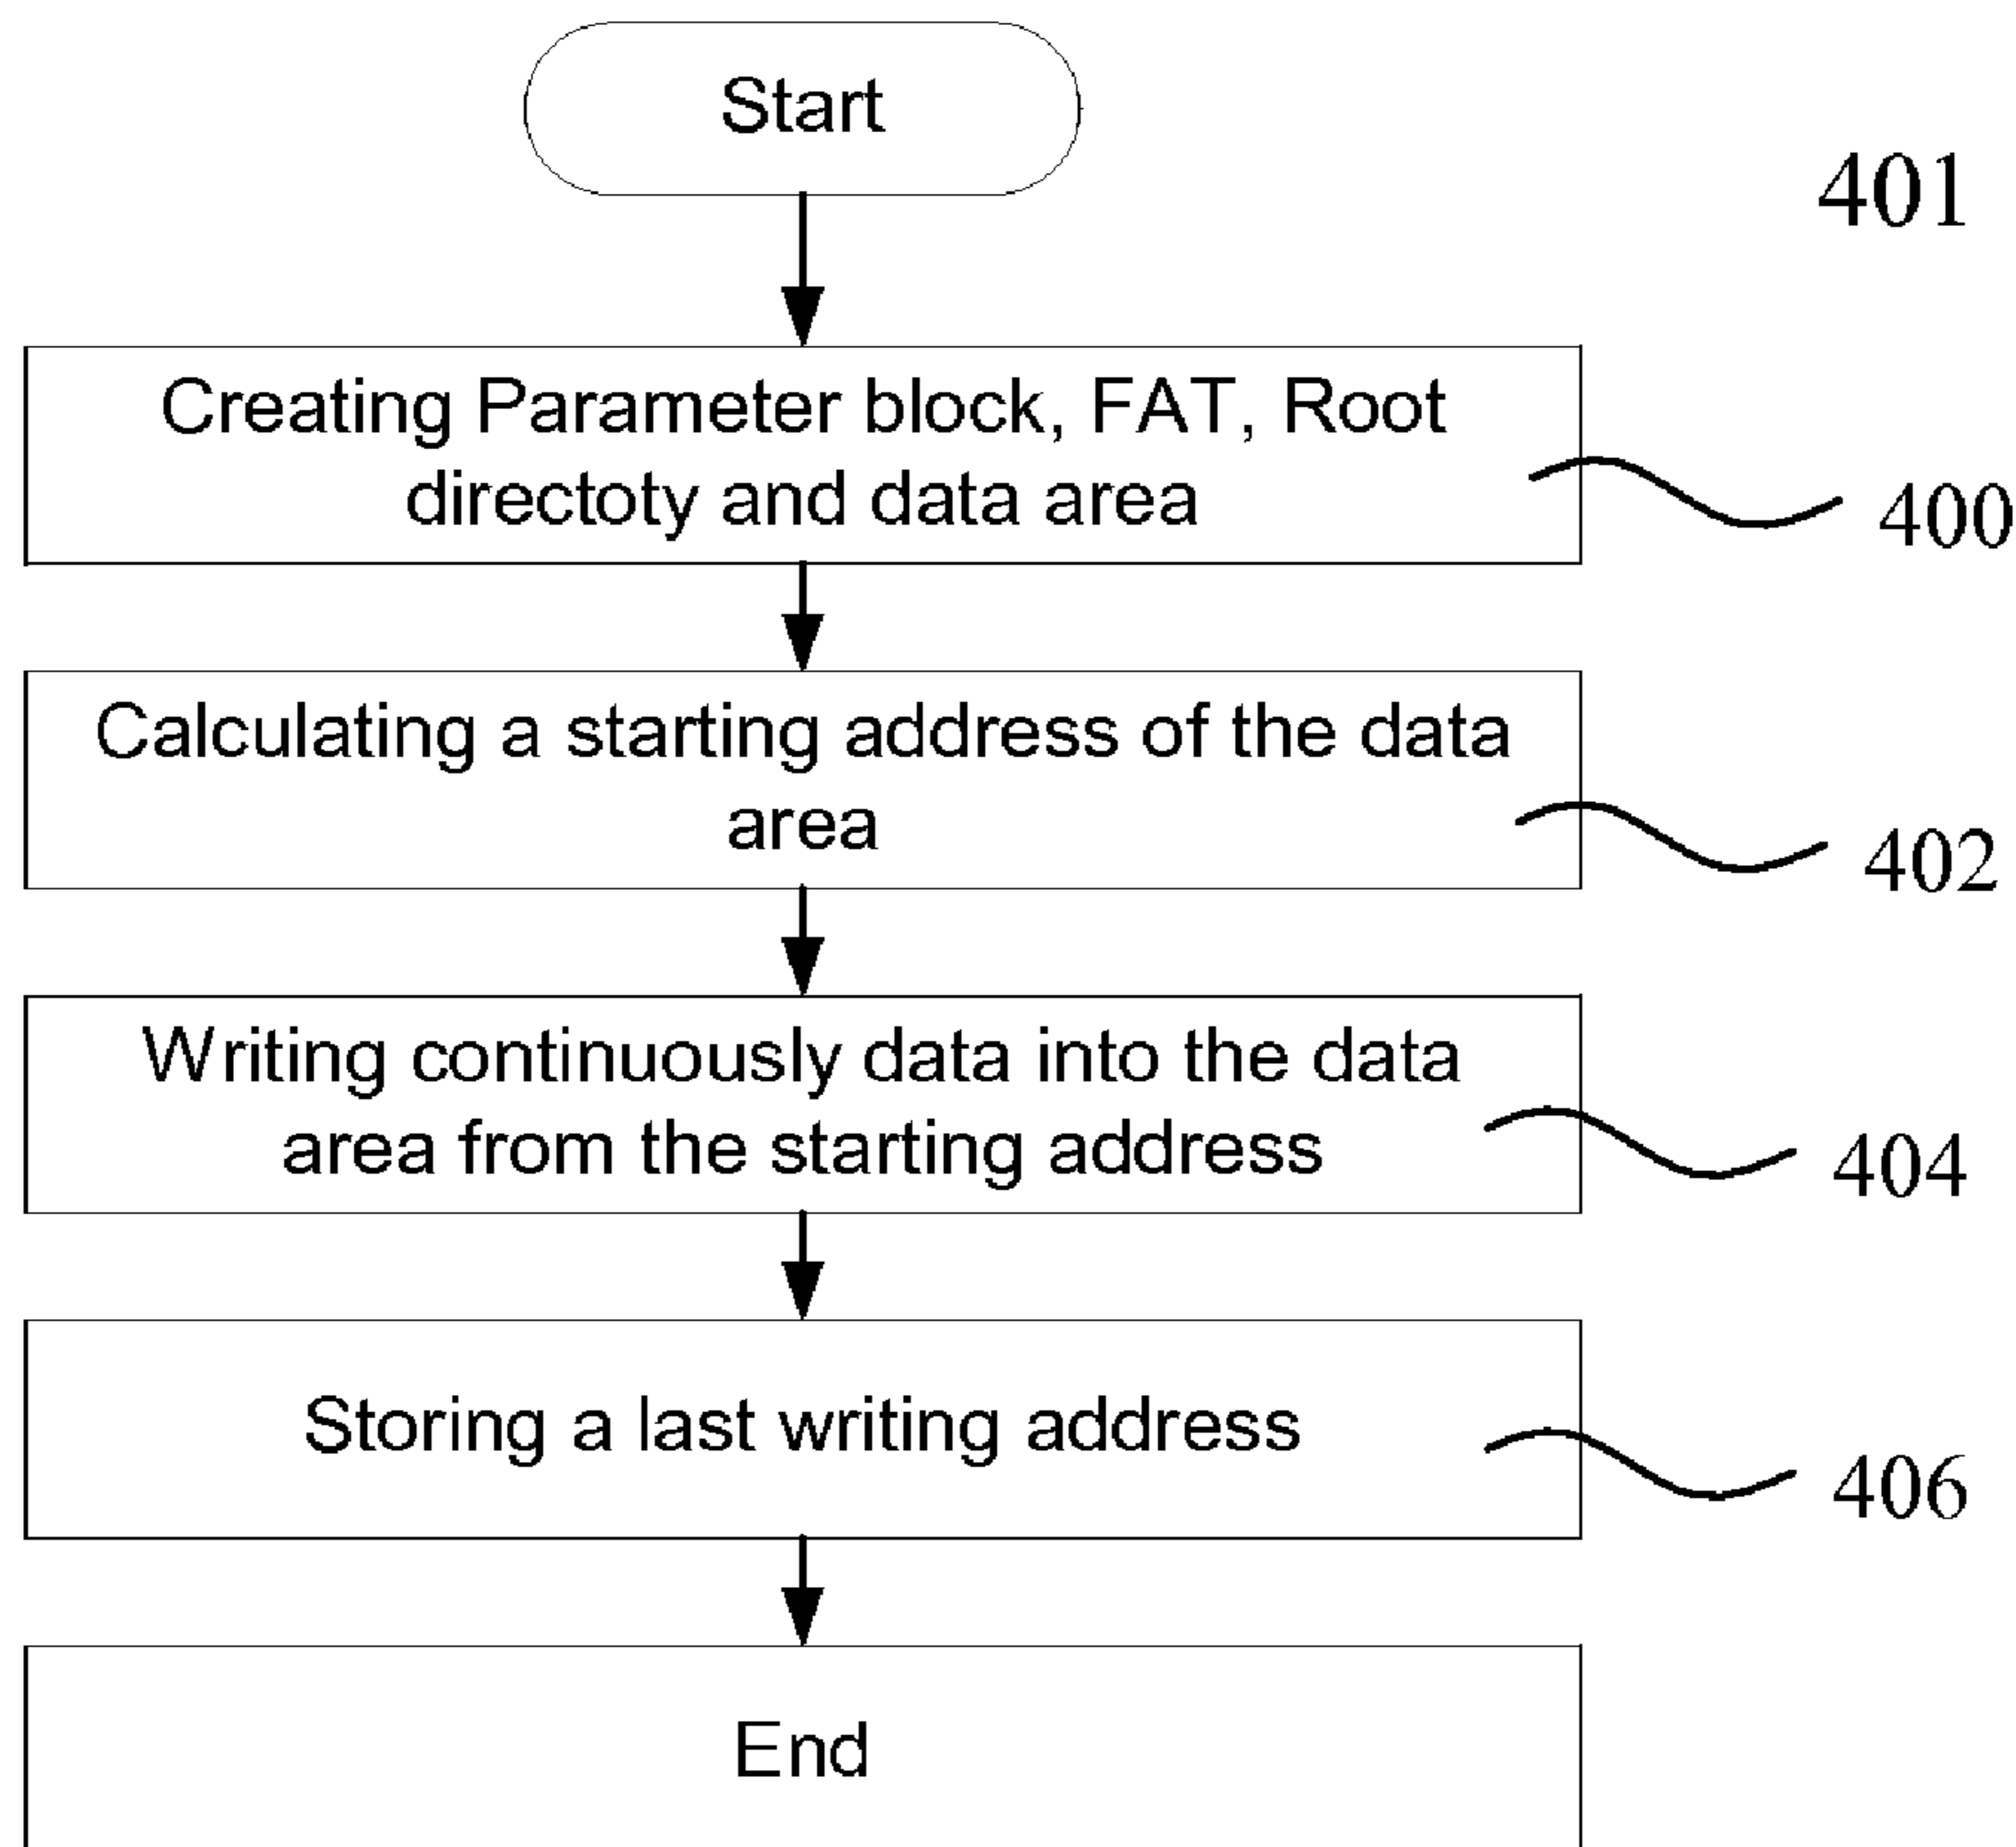 Start
401
Creating Parameter block, FAT, Root
directoty and data area
400
Calculating a starting address of the data
area
402
Writing continuously data into the data
area from the starting address
404
Storing a last writing address
406
End